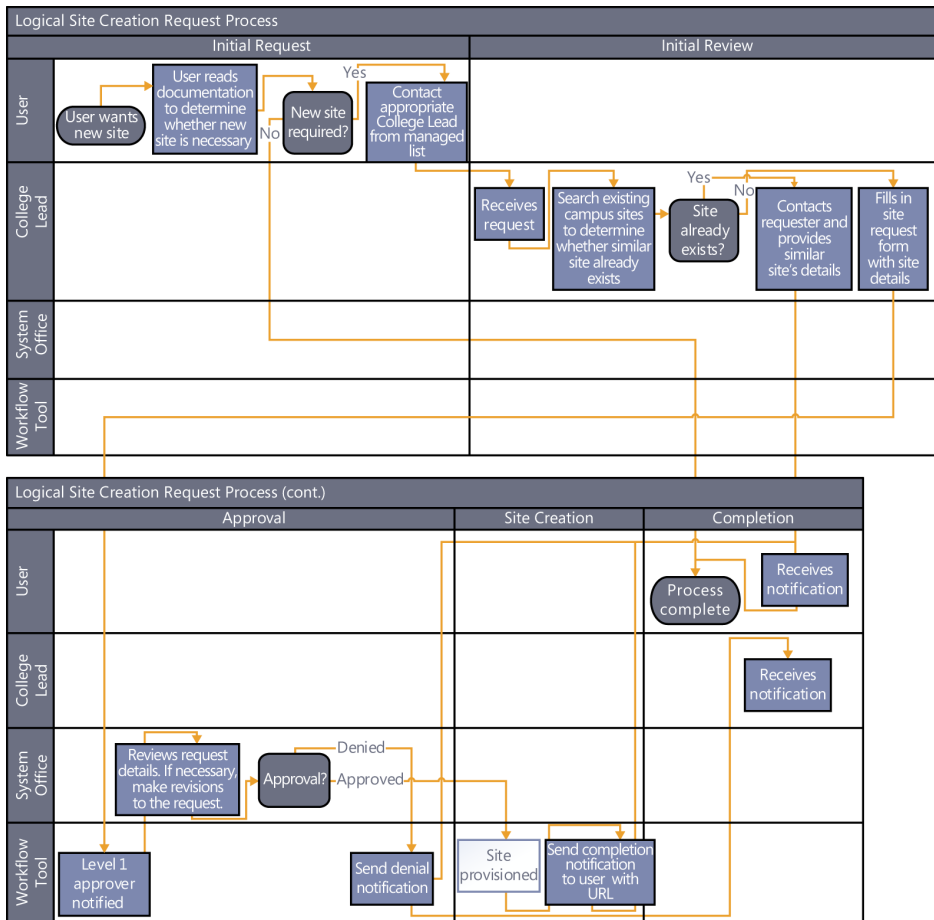 Logical Site Creation Request Process
Initial Request
Initial Review
User
User wants
new site
User reads
documentation
to determine
whether new
site is necessary
New site
required?
Yes
No
Contact
appropriate
College Lead
from managed
list
College
Lead
Receives
request
Search existing
campus sites
to determine
whether similar
site already
exists
Site
already
exists?
Yes
No
Contacts
requester and
provides
similar
site's details
Fills in
site
request
form
with site
details
System
Office
Workflow
Tool
Logical Site Creation Request Process (cont.)
Approval
Site Creation
Completion
User
Process
complete
Receives
notification
College
Lead
Receives
notification
System
Office
Reviews request
details. If necessary,
make revisions
to the request.
Approval?
Denied
Approved
Workflow
Tool
Level 1
approver
notified
Send denial
notification
Site
provisioned
Send completion
notification
to user with
URL